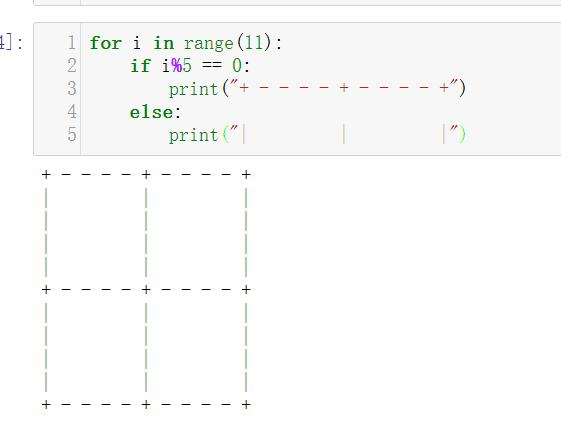 4]:
1 for i in range(11):
2     if i%5 == 0:
3         print("+ - - - - + - - - - +")
4     else:
5         print("|         |         |")
+ - - - - + - - - - +
|         |         |
|         |         |
|         |         |
|         |         |
+ - - - - + - - - - +
|         |         |
|         |         |
|         |         |
|         |         |
+ - - - - + - - - - +